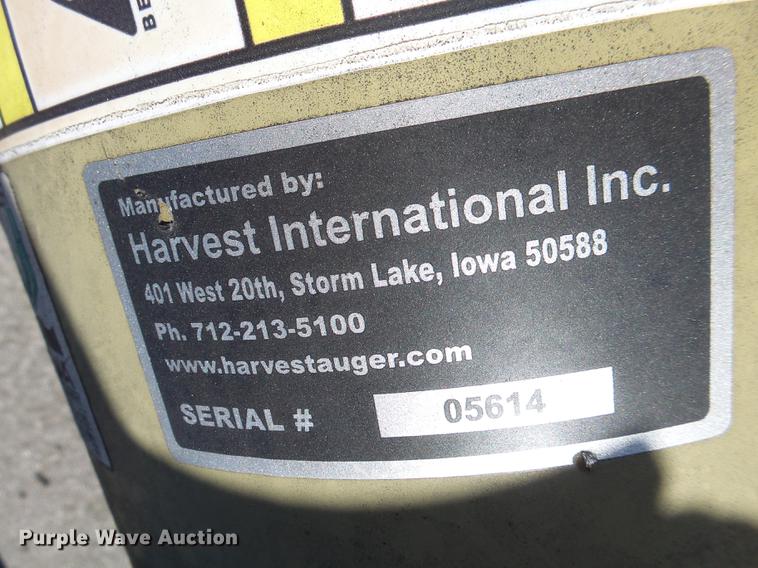 BE
Manufactured by:
Harvest International Inc.
401 West 20th, Storm Lake, Iowa 50588
Ph. 712-213-5100
www.harvestauger.com
SERIAL # 05614
Purple Wave Auction